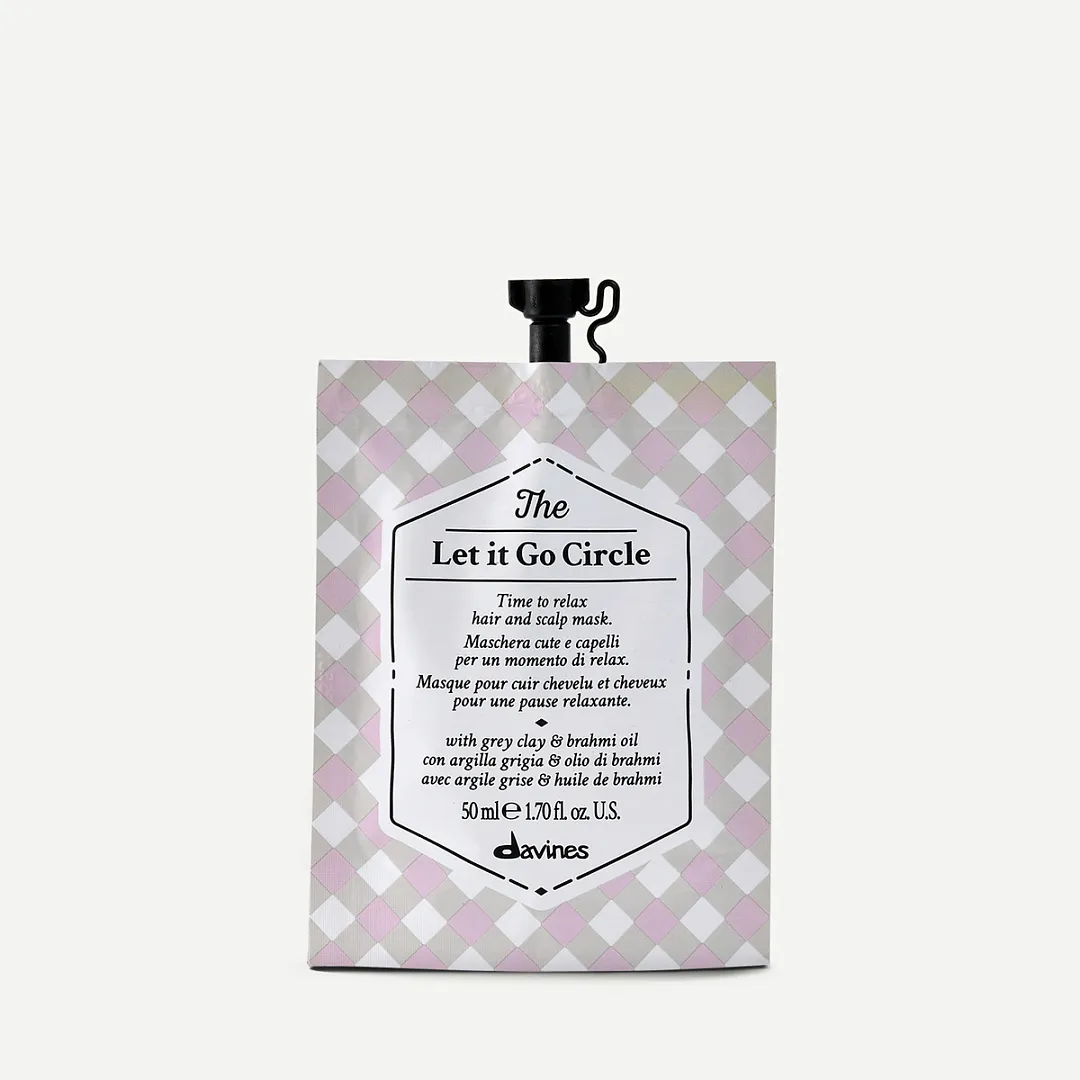 The
Let it Go Circle
Time to relax
hair and scalp mask.
Maschera cute e capelli
per un momento di relax.
Masque pour cuir chevelu et cheveux
pour une pause relaxante.
with grey clay & brahmi oil
con argilla grigia & olio di brahmi
avec argile grise & huile de brahmi
50 ml ℮ 1.70 fl. oz. U.S.
davines